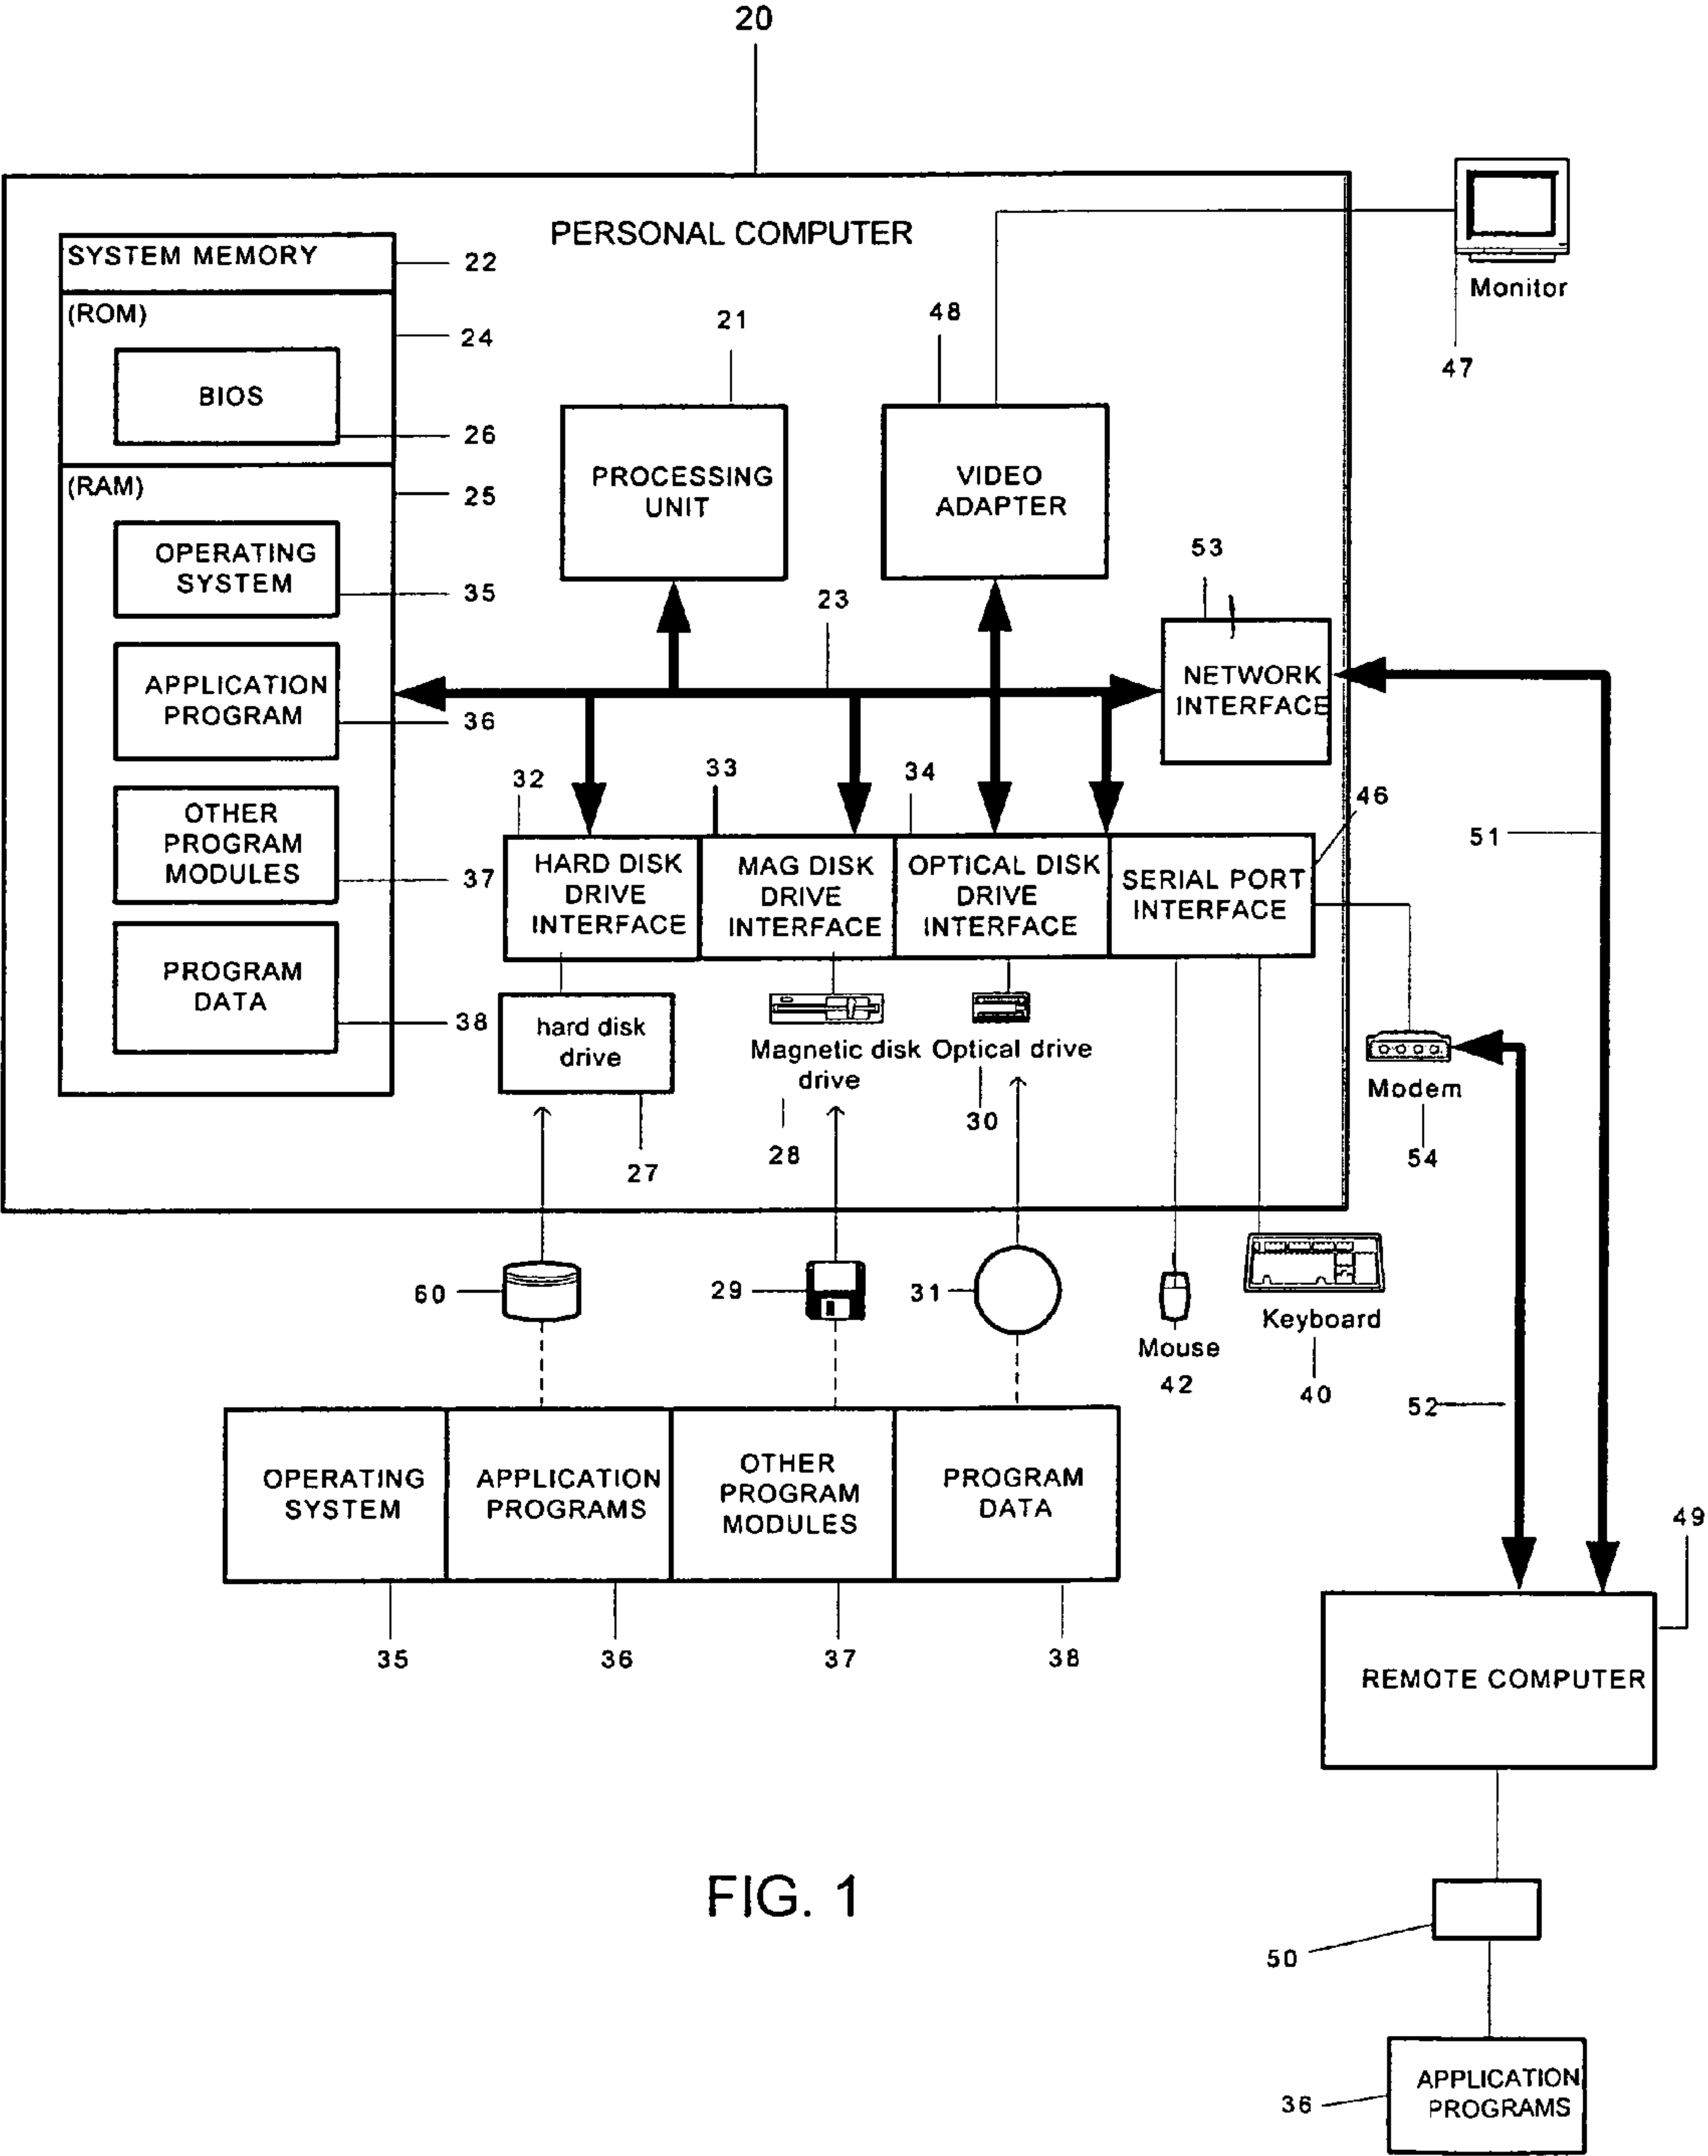 20
PERSONAL COMPUTER
SYSTEM MEMORY
22
(ROM)
24
BIOS
26
(RAM)
25
OPERATING
SYSTEM
35
APPLICATION
PROGRAM
36
OTHER
PROGRAM
MODULES
37
PROGRAM
DATA
38
21
PROCESSING
UNIT
48
VIDEO
ADAPTER
Monitor
47
23
53
NETWORK
INTERFACE
32
HARD DISK
DRIVE
INTERFACE
33
MAG DISK
DRIVE
INTERFACE
34
OPTICAL DISK
DRIVE
INTERFACE
46
SERIAL PORT
INTERFACE
51
hard disk
drive
27
Magnetic disk
drive
28
Optical drive
30
Modem
54
60
29
31
Mouse
42
Keyboard
40
52
OPERATING
SYSTEM
35
APPLICATION
PROGRAMS
36
OTHER
PROGRAM
MODULES
37
PROGRAM
DATA
38
49
REMOTE COMPUTER
50
36
APPLICATION
PROGRAMS
FIG. 1